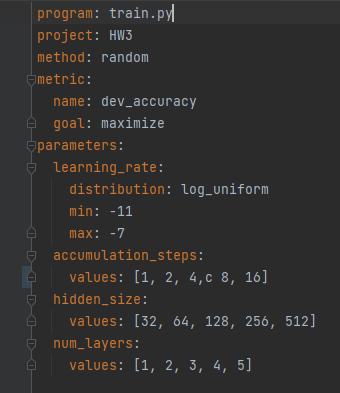 program: train.py
project: HW3
method: random
metric:
  name: dev_accuracy
  goal: maximize
parameters:
  learning_rate:
    distribution: log_uniform
    min: -11
    max: -7
  accumulation_steps:
    values: [1, 2, 4,c 8, 16]
  hidden_size:
    values: [32, 64, 128, 256, 512]
  num_layers:
    values: [1, 2, 3, 4, 5]